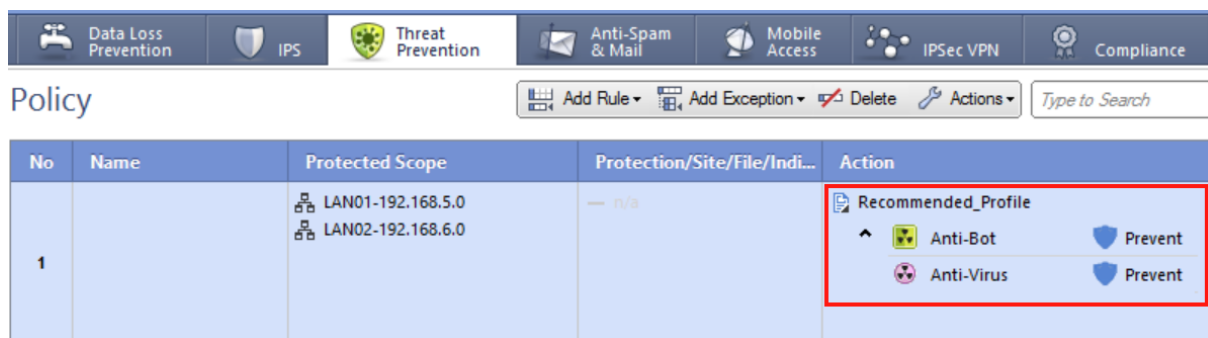 Data Loss
Prevention
IPS
Threat
Prevention
Anti-Spam
& Mail
Mobile
Access
IPSec VPN
Compliance
Policy
Add Rule
Add Exception
Delete
Actions
Type to Search
No
Name
Protected Scope
Protection/Site/File/Indi...
Action
1
LAN01-192.168.5.0
LAN02-192.168.6.0
n/a
Recommended_Profile
Anti-Bot
Prevent
Anti-Virus
Prevent